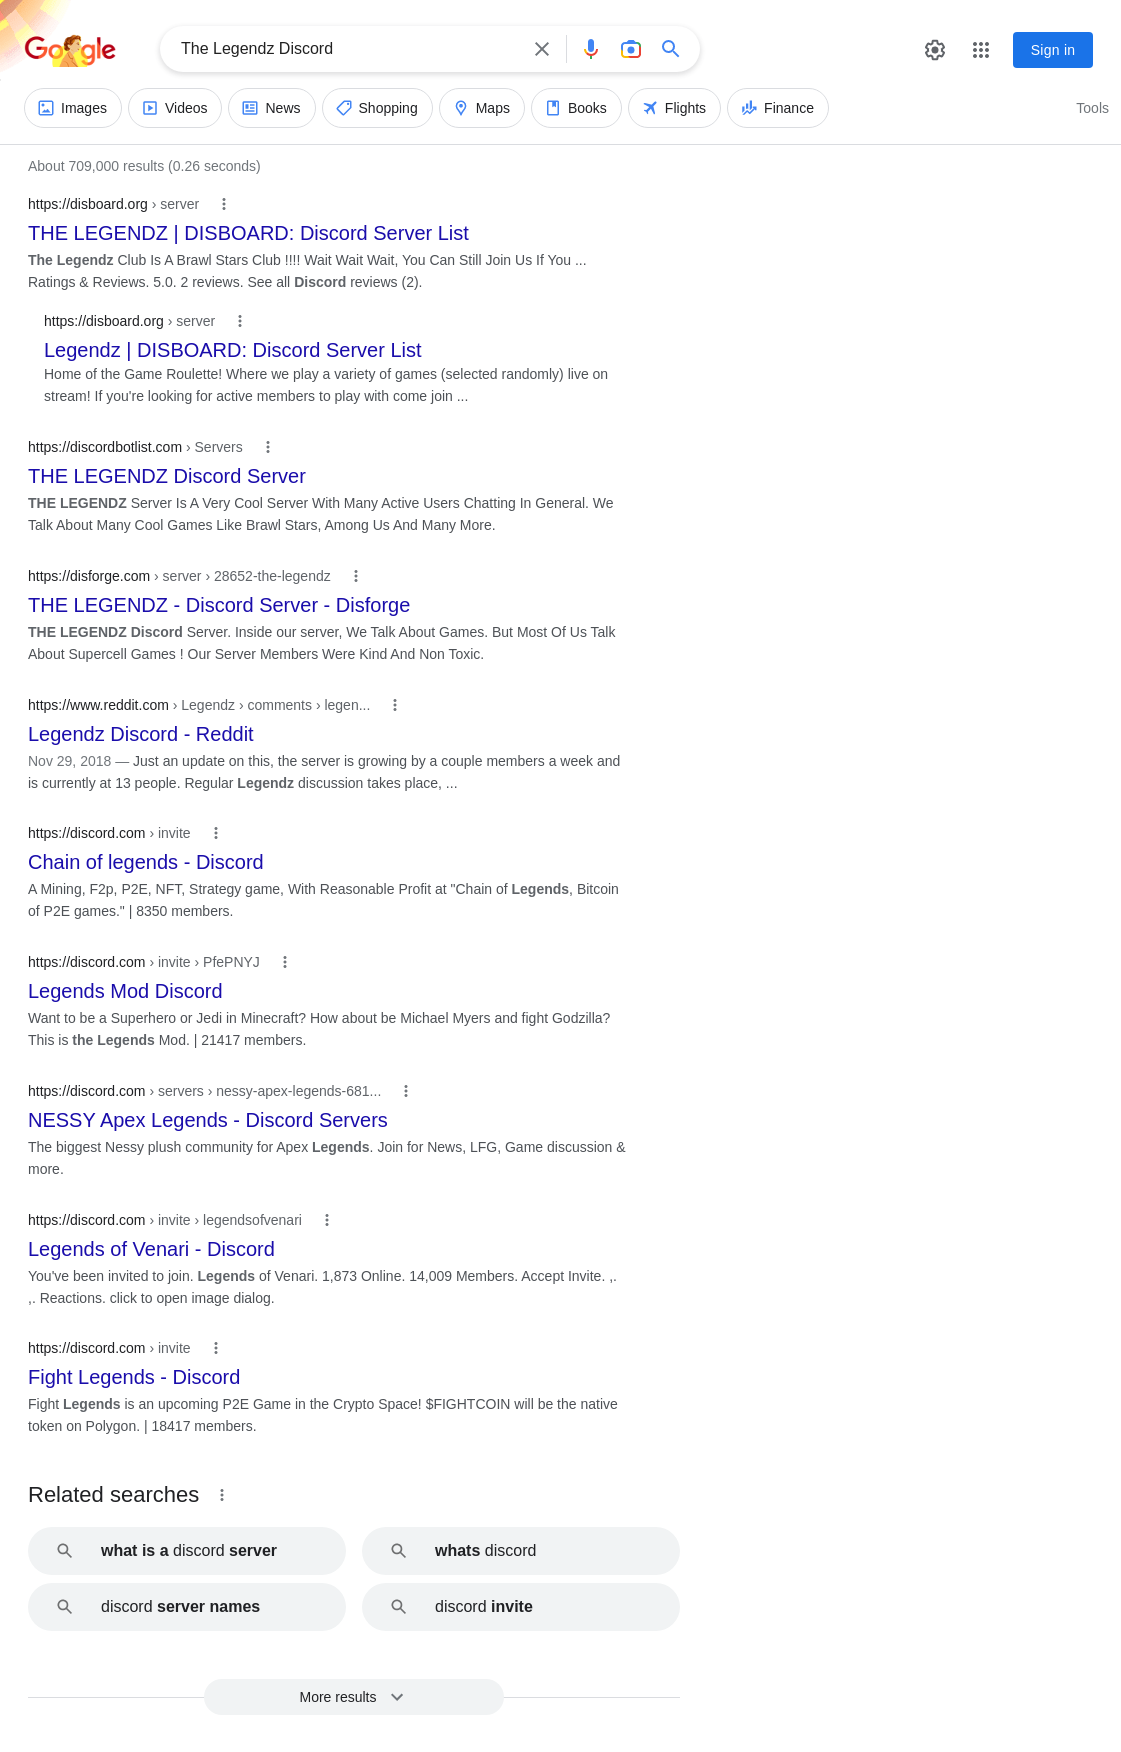 Google
The Legendz Discord
Sign in
Images Videos News Shopping Maps Books Flights Finance Tools
About 709,000 results (0.26 seconds)
https://disboard.org › server
THE LEGENDZ | DISBOARD: Discord Server List
The Legendz Club Is A Brawl Stars Club !!!! Wait Wait Wait, You Can Still Join Us If You ...
Ratings & Reviews. 5.0. 2 reviews. See all Discord reviews (2).
https://disboard.org › server
Legendz | DISBOARD: Discord Server List
Home of the Game Roulette! Where we play a variety of games (selected randomly) live on
stream! If you're looking for active members to play with come join ...
https://discordbotlist.com › Servers
THE LEGENDZ Discord Server
THE LEGENDZ Server Is A Very Cool Server With Many Active Users Chatting In General. We
Talk About Many Cool Games Like Brawl Stars, Among Us And Many More.
https://disforge.com › server › 28652-the-legendz
THE LEGENDZ - Discord Server - Disforge
THE LEGENDZ Discord Server. Inside our server, We Talk About Games. But Most Of Us Talk
About Supercell Games ! Our Server Members Were Kind And Non Toxic.
https://www.reddit.com › Legendz › comments › legen...
Legendz Discord - Reddit
Nov 29, 2018 — Just an update on this, the server is growing by a couple members a week and
is currently at 13 people. Regular Legendz discussion takes place, ...
https://discord.com › invite
Chain of legends - Discord
A Mining, F2p, P2E, NFT, Strategy game, With Reasonable Profit at "Chain of Legends, Bitcoin
of P2E games." | 8350 members.
https://discord.com › invite › PfePNYJ
Legends Mod Discord
Want to be a Superhero or Jedi in Minecraft? How about be Michael Myers and fight Godzilla?
This is the Legends Mod. | 21417 members.
https://discord.com › servers › nessy-apex-legends-681...
NESSY Apex Legends - Discord Servers
The biggest Nessy plush community for Apex Legends. Join for News, LFG, Game discussion &
more.
https://discord.com › invite › legendsofvenari
Legends of Venari - Discord
You've been invited to join. Legends of Venari. 1,873 Online. 14,009 Members. Accept Invite. ,.
,. Reactions. click to open image dialog.
https://discord.com › invite
Fight Legends - Discord
Fight Legends is an upcoming P2E Game in the Crypto Space! $FIGHTCOIN will be the native
token on Polygon. | 18417 members.
Related searches
what is a discord server
whats discord
discord server names
discord invite
More results